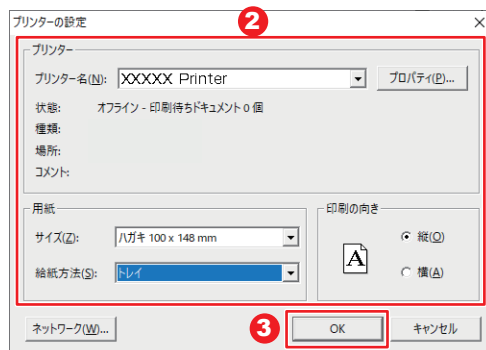 プリンターの設定
2
プリンター
プリンター名(N): XXXXX Printer プロパティ(P)...
状態: オフライン - 印刷待ちドキュメント 0 個
種類:
場所:
コメント:
用紙
サイズ(Z): ハガキ 100 x 148 mm
給紙方法(S): トレイ
印刷の向き
A
縦(O)
横(A)
ネットワーク(W)... 3 OK キャンセル